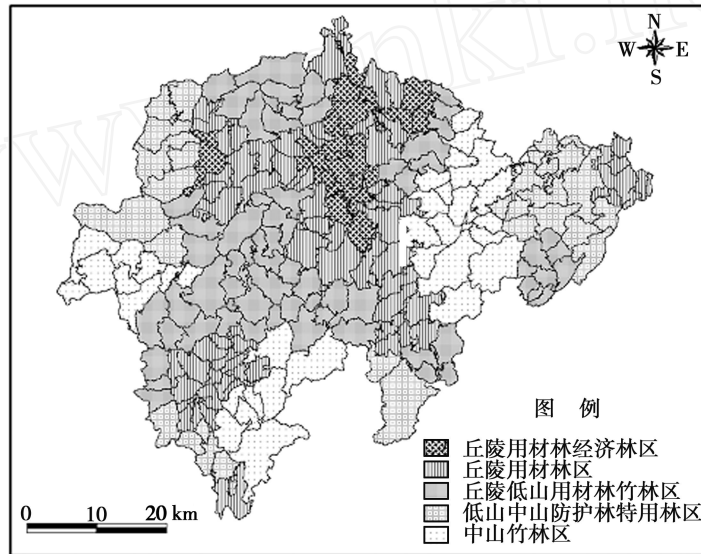 N
W E
S
图 例
丘陵用材林经济林区
丘陵用材林区
丘陵低山用材林竹林区
低山中山防护林特用林区
中山竹林区
0 10 20 km